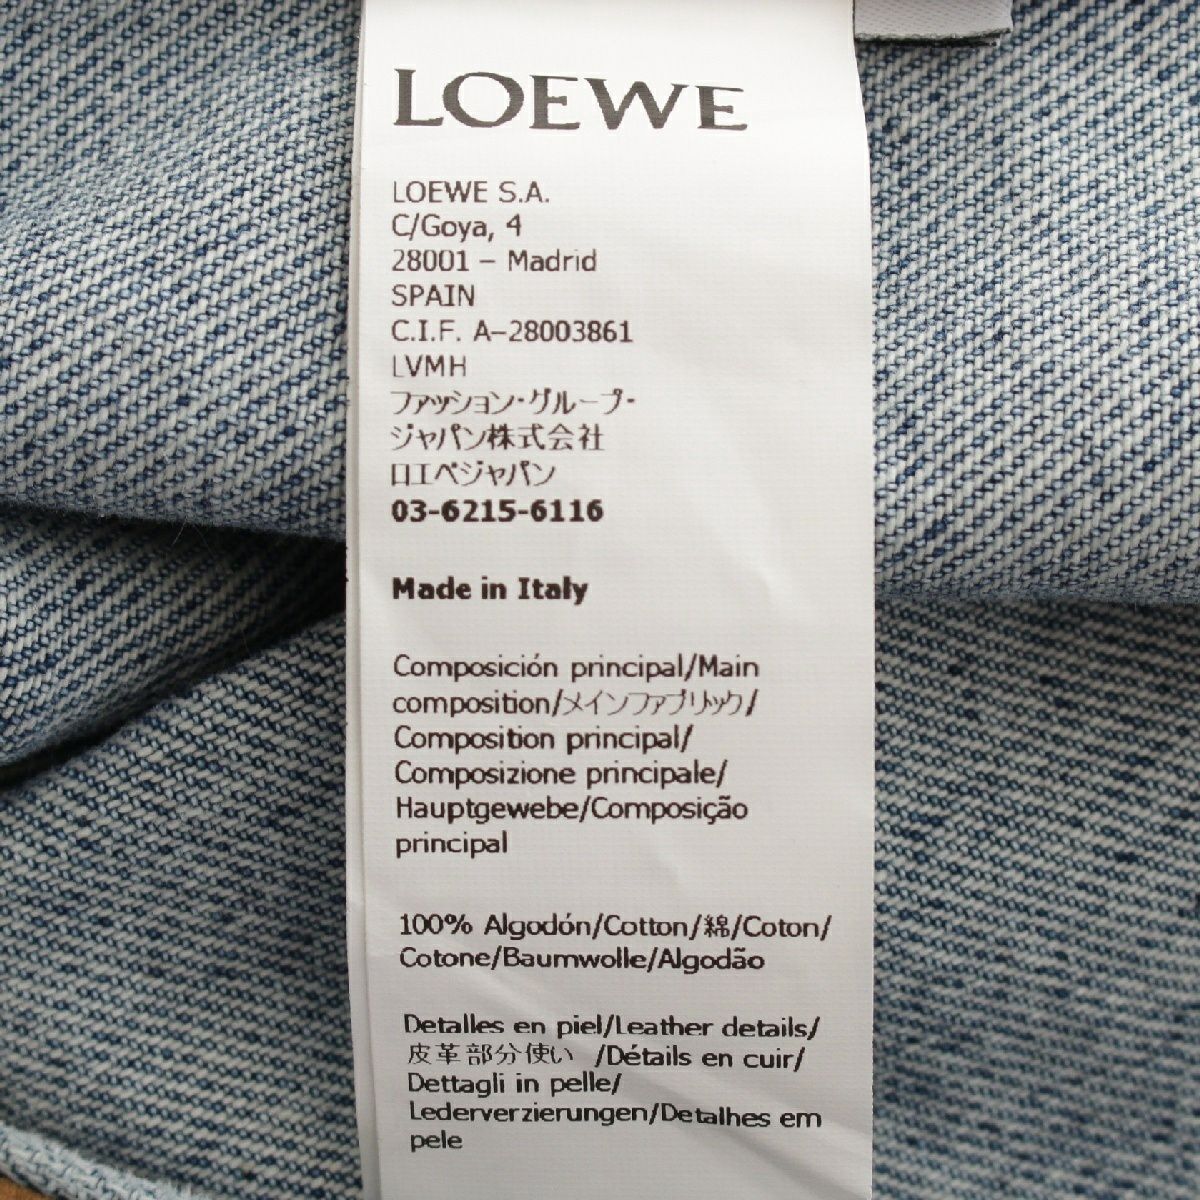 LOEWE
LOEWE S.A.
C/Goya, 4
28001 – Madrid
SPAIN
C.I.F. A–28003861
LVMH
ファッション・グループ・
ジャパン株式会社
ロエベジャパン
03-6215-6116
Made in Italy
Composición principal/Main
composition/メインファブリック/
Composition principal/
Composizione principale/
Hauptgewebe/Composição
principal
100% Algodón/Cotton/綿/Coton/
Cotone/Baumwolle/Algodão
Detalles en piel/Leather details/
皮革部分使い /Détails en cuir/
Dettagli in pelle/
Lederverzierungen/Detalhes em
pele